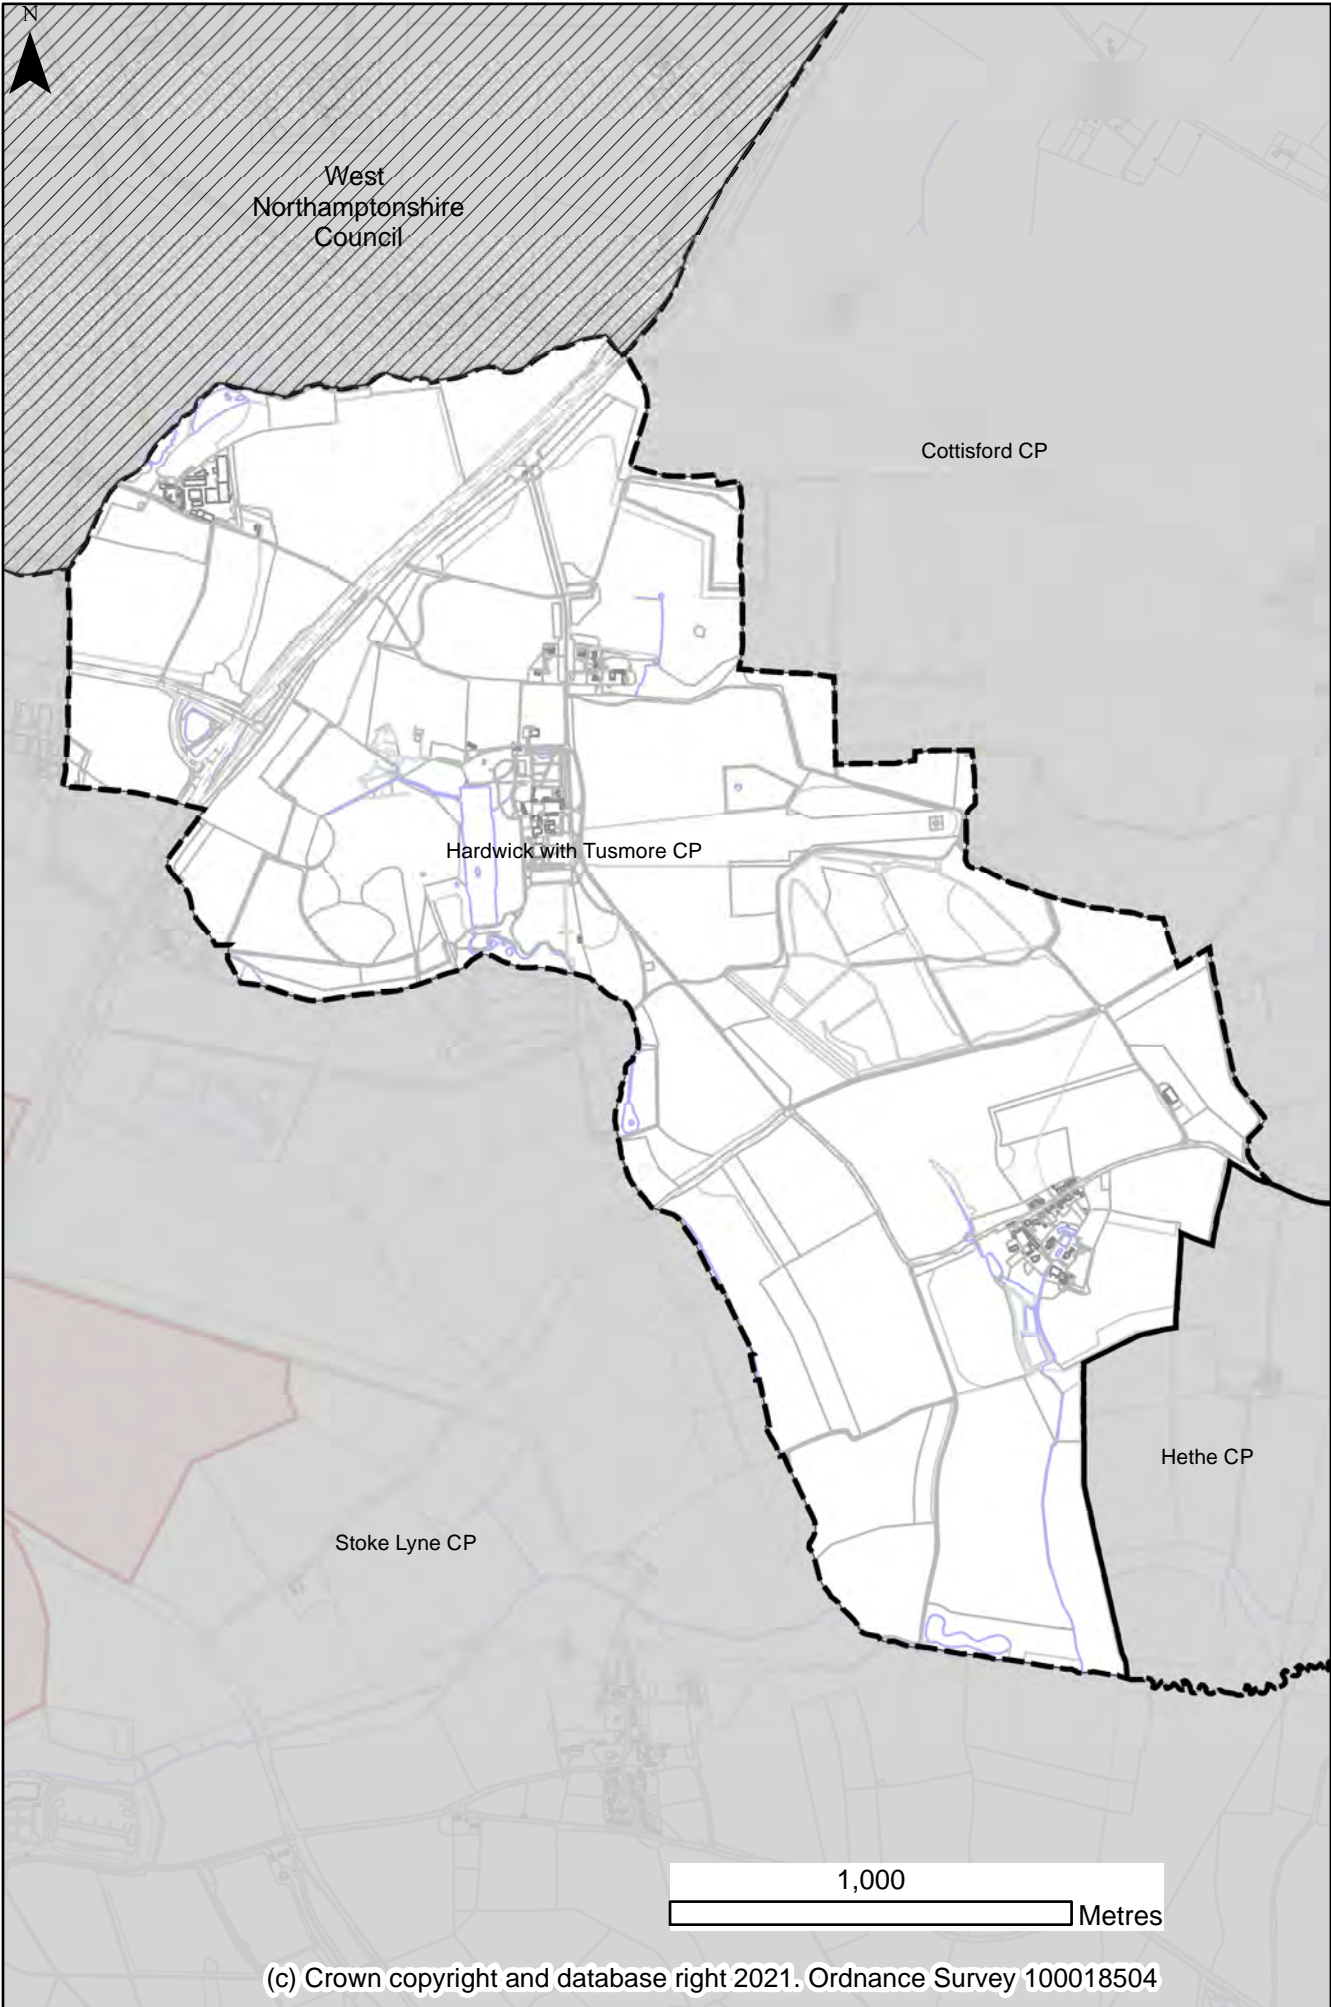 N
West
Northamptonshire
Council
Cottisford CP
Hardwick with Tusmore CP
Hethe CP
Stoke Lyne CP
1,000
Metres
(c) Crown copyright and database right 2021. Ordnance Survey 100018504